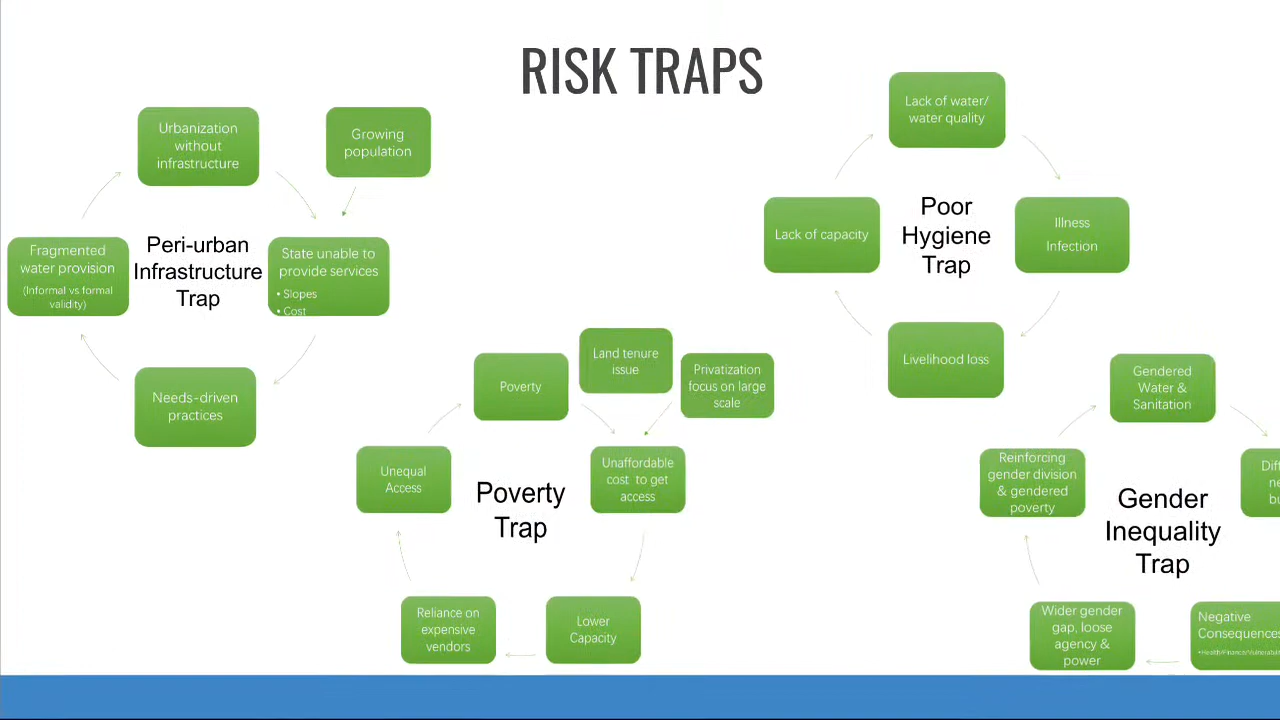 RISK TRAPS
Urbanization
without
infrastructure
Growing
population
Fragmented
water provision
(Informal vs formal
validity)
Peri-urban
Infrastructure
Trap
State unable to
provide services
• Slopes
• Cost
Needs-driven
practices
Lack of water/
water quality
Lack of capacity
Poor
Hygiene
Trap
Illness
Infection
Livelihood loss
Poverty
Land tenure
issue
Privatization
focus on large
scale
Unequal
Access
Poverty
Trap
Unaffordable
cost to get
access
Reliance on
expensive
vendors
Lower
Capacity
Gendered
Water &
Sanitation
Reinforcing
gender division
& gendered
poverty
Gender
Inequality
Trap
Wider gender
gap, loose
agency &
power
Negative
Consequences